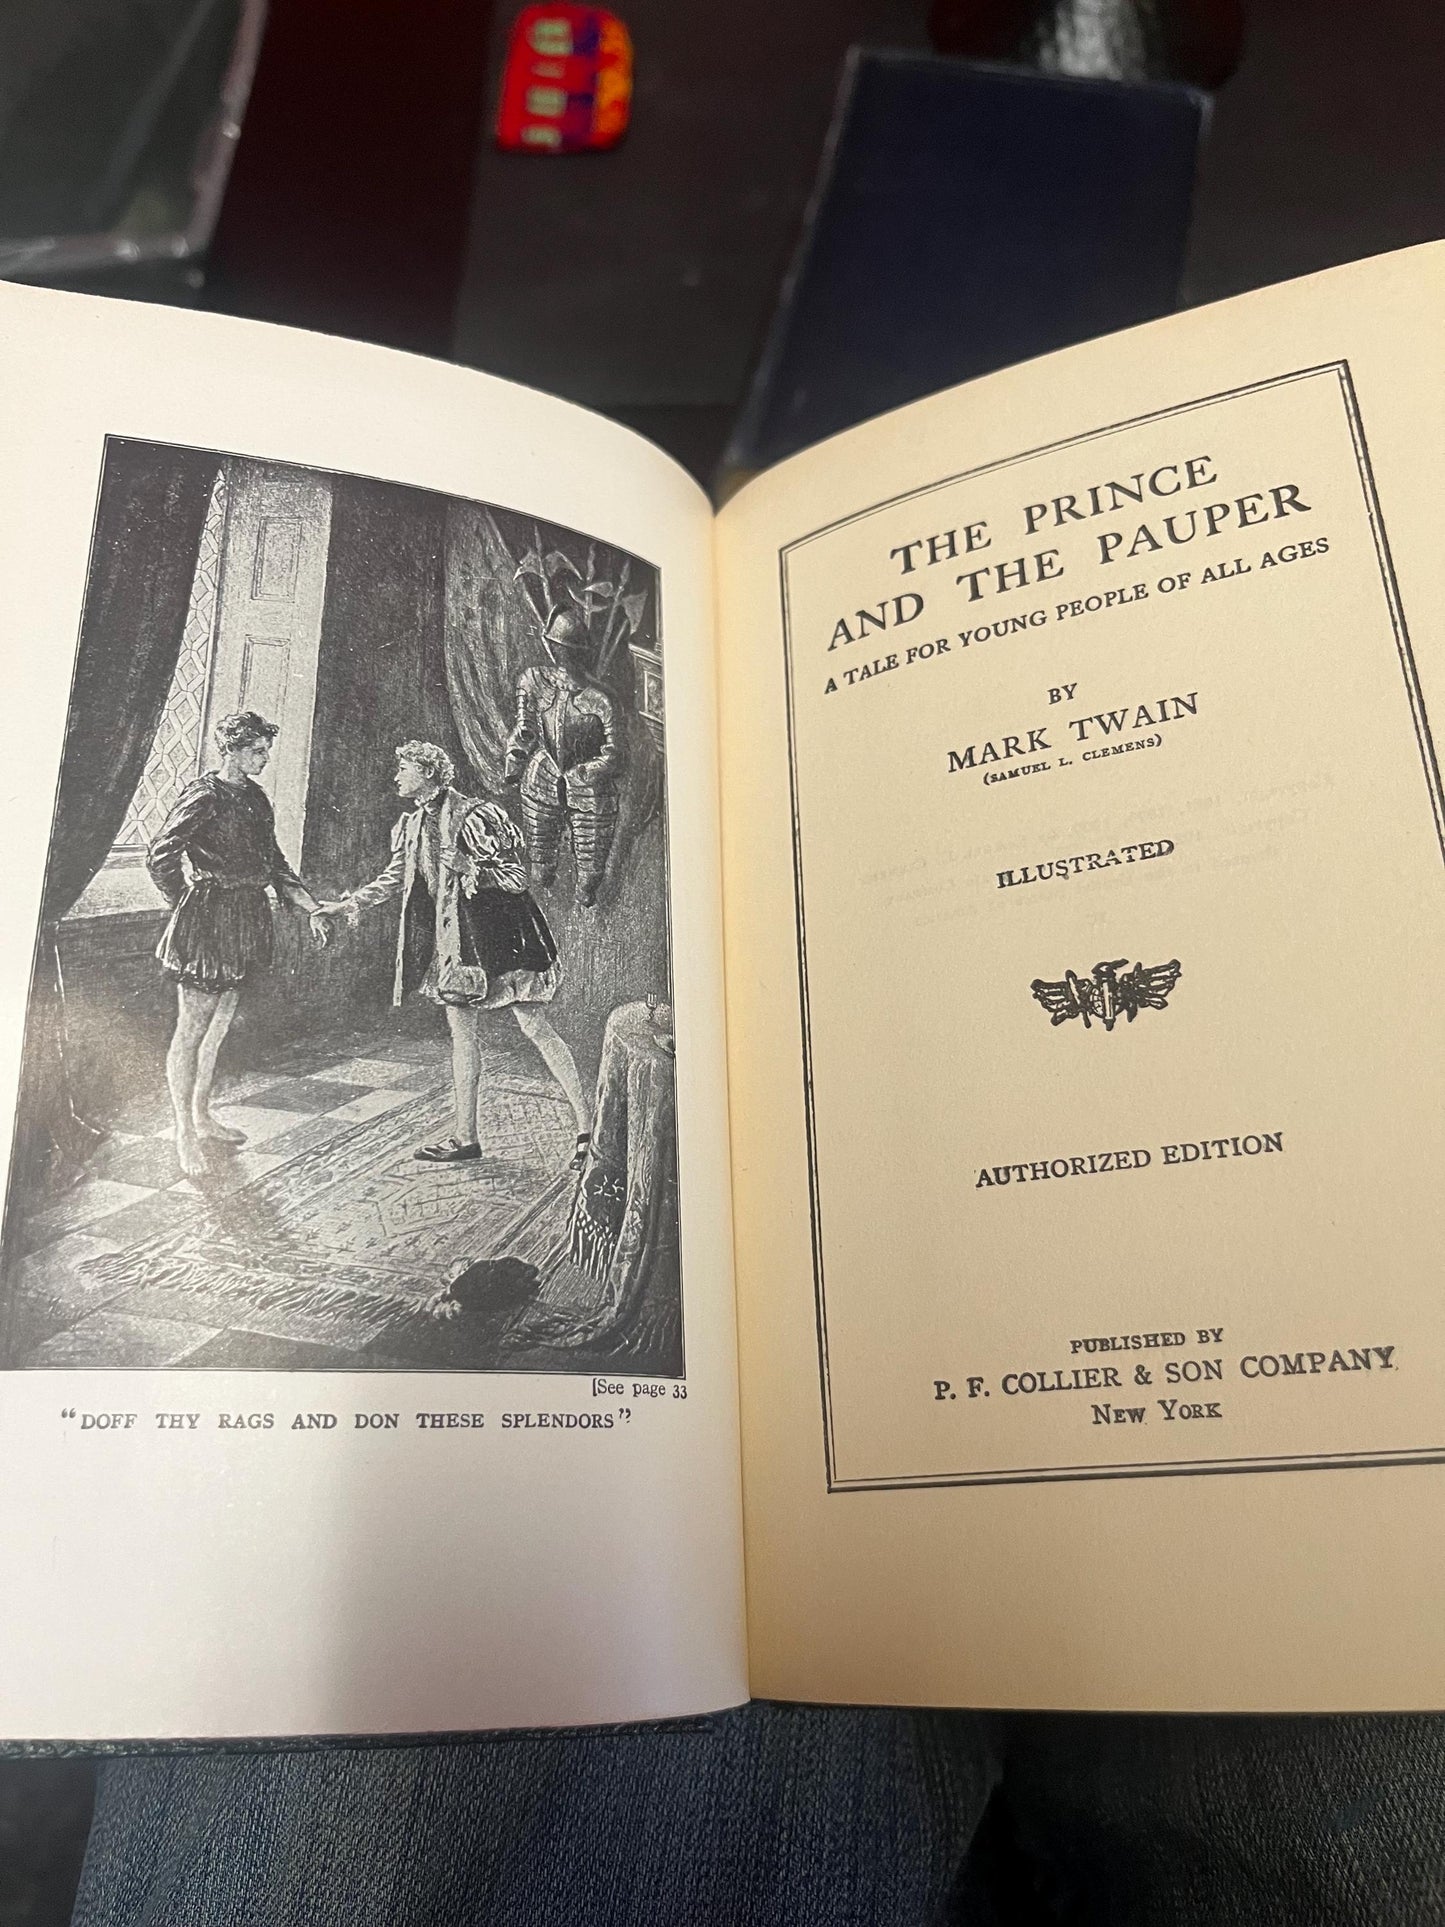 [See page 33
“DOFF THY RAGS AND DON THESE SPLENDORS”
THE PRINCE
AND THE PAUPER
A TALE FOR YOUNG PEOPLE OF ALL AGES
BY
MARK TWAIN
(SAMUEL L. CLEMENS)
ILLUSTRATED
AUTHORIZED EDITION
PUBLISHED BY
P. F. COLLIER & SON COMPANY
NEW YORK